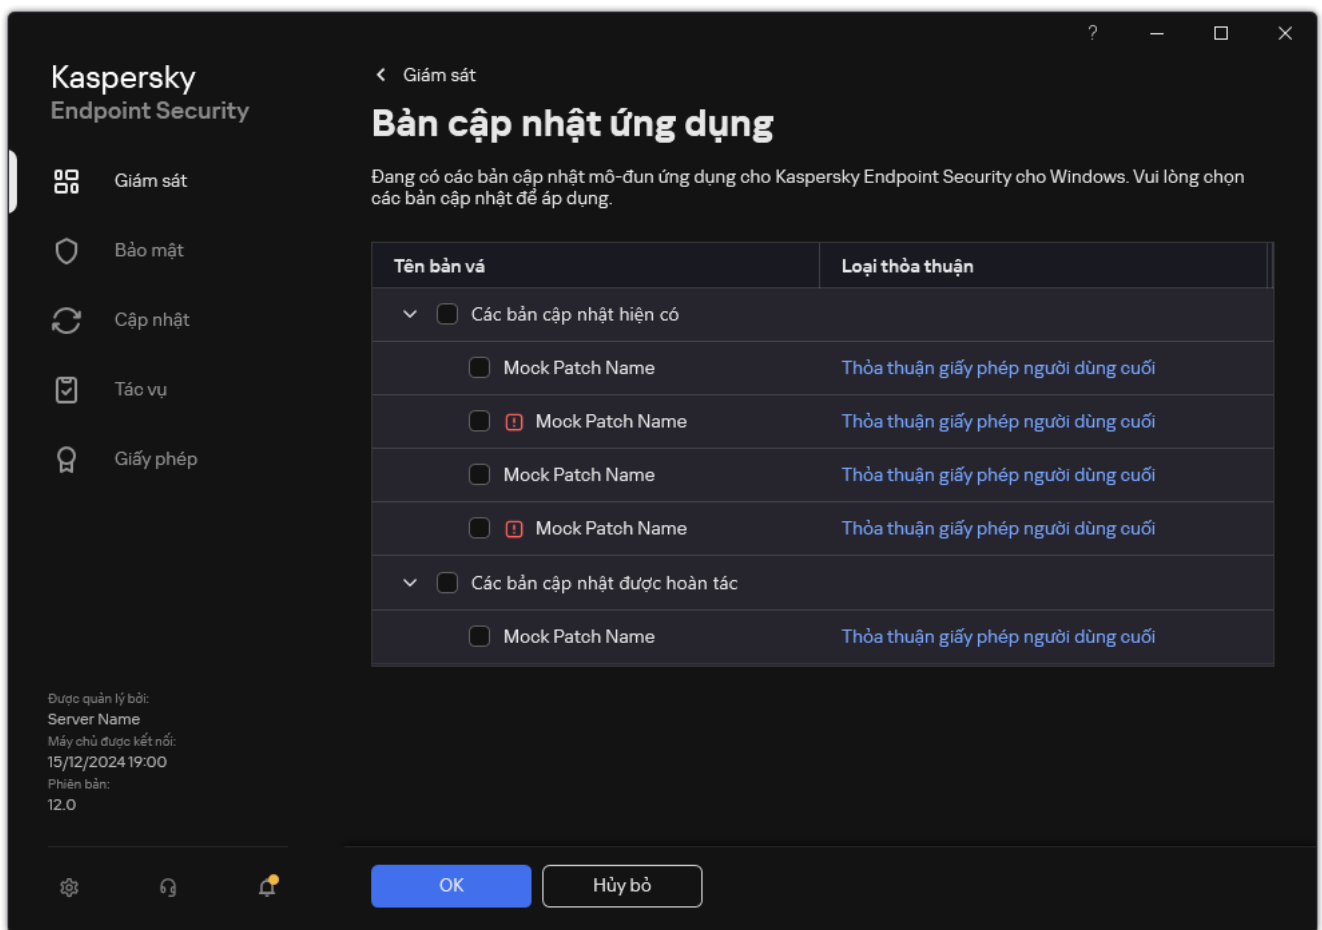 ?
Kaspersky
Endpoint Security
Giám sát
Bảo mật
Cập nhật
Tác vụ
Giấy phép
Được quản lý bởi:
Server Name
Máy chủ được kết nối:
15/12/2024 19:00
Phiên bản:
12.0
Giám sát
Bản cập nhật ứng dụng
Đang có các bản cập nhật mô-đun ứng dụng cho Kaspersky Endpoint Security cho Windows. Vui lòng chọn
các bản cập nhật để áp dụng.
Tên bản vá Loại thỏa thuận
Các bản cập nhật hiện có
Mock Patch Name Thỏa thuận giấy phép người dùng cuối
Mock Patch Name Thỏa thuận giấy phép người dùng cuối
Mock Patch Name Thỏa thuận giấy phép người dùng cuối
Mock Patch Name Thỏa thuận giấy phép người dùng cuối
Các bản cập nhật được hoàn tác
Mock Patch Name Thỏa thuận giấy phép người dùng cuối
OK Hủy bỏ